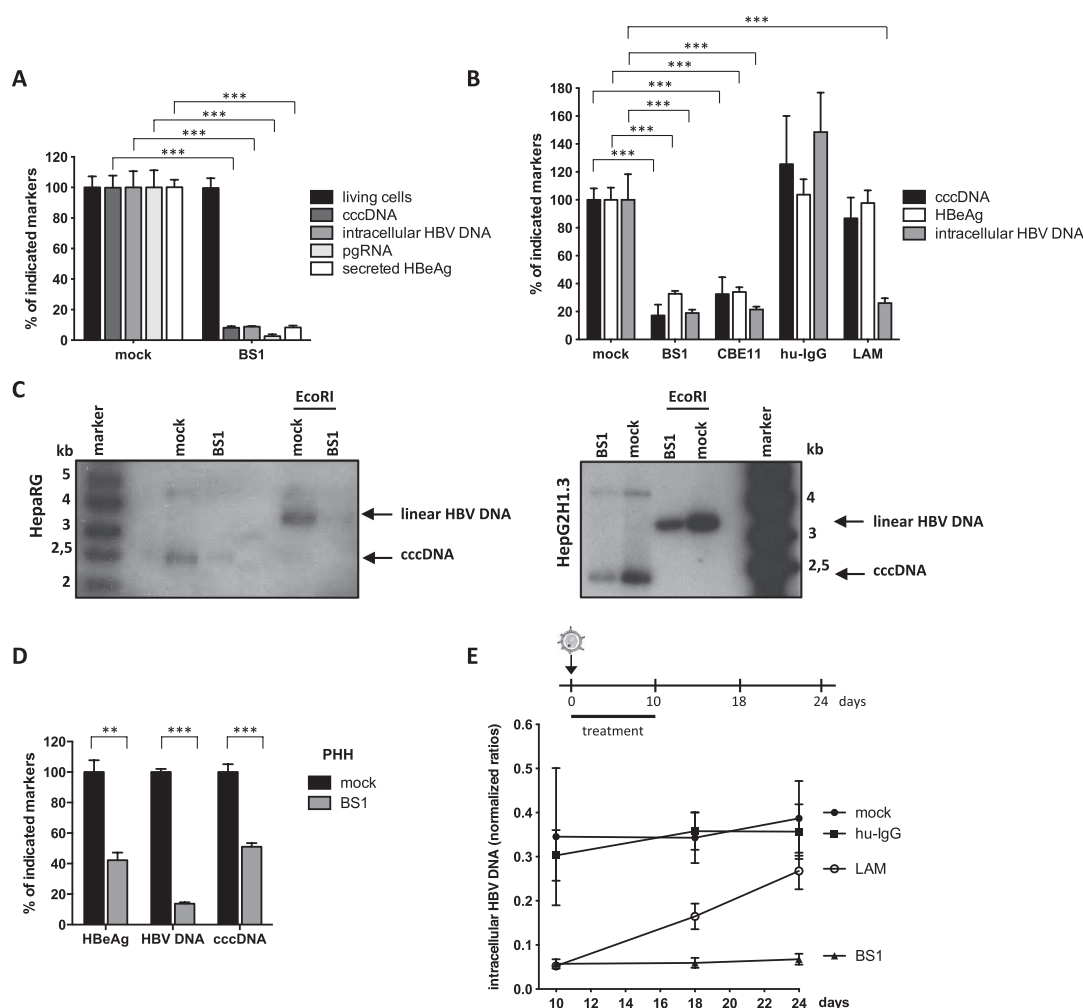 A
***
***
***
***
120
100
80
60
40
20
0
% of indicated markers
mock
BS1
living cells
cccDNA
intracellular HBV DNA
pgRNA
secreted HBeAg
B
***
***
***
***
***
***
***
180
160
140
120
100
80
60
40
20
0
% of indicated markers
mock
BS1
CBE11
hu-IgG
LAM
cccDNA
HBeAg
intracellular HBV DNA
C
EcoRI
kb
marker
mock
BS1
mock
BS1
5
4
3
2,5
2
HepaRG
linear HBV DNA
cccDNA
EcoRI
BS1
mock
BS1
mock
marker
kb
4
3
2,5
HepG2H1.3
linear HBV DNA
cccDNA
D
**
***
***
120
100
80
60
40
20
0
% of indicated markers
HBeAg
HBV DNA
cccDNA
PHH
mock
BS1
E
0
10
18
24
days
treatment
0.6
0.5
0.4
0.3
0.2
0.1
0.0
intracellular HBV DNA (normalized ratios)
10 12 14 16 18 20 22 24 days
mock
hu-IgG
LAM
BS1